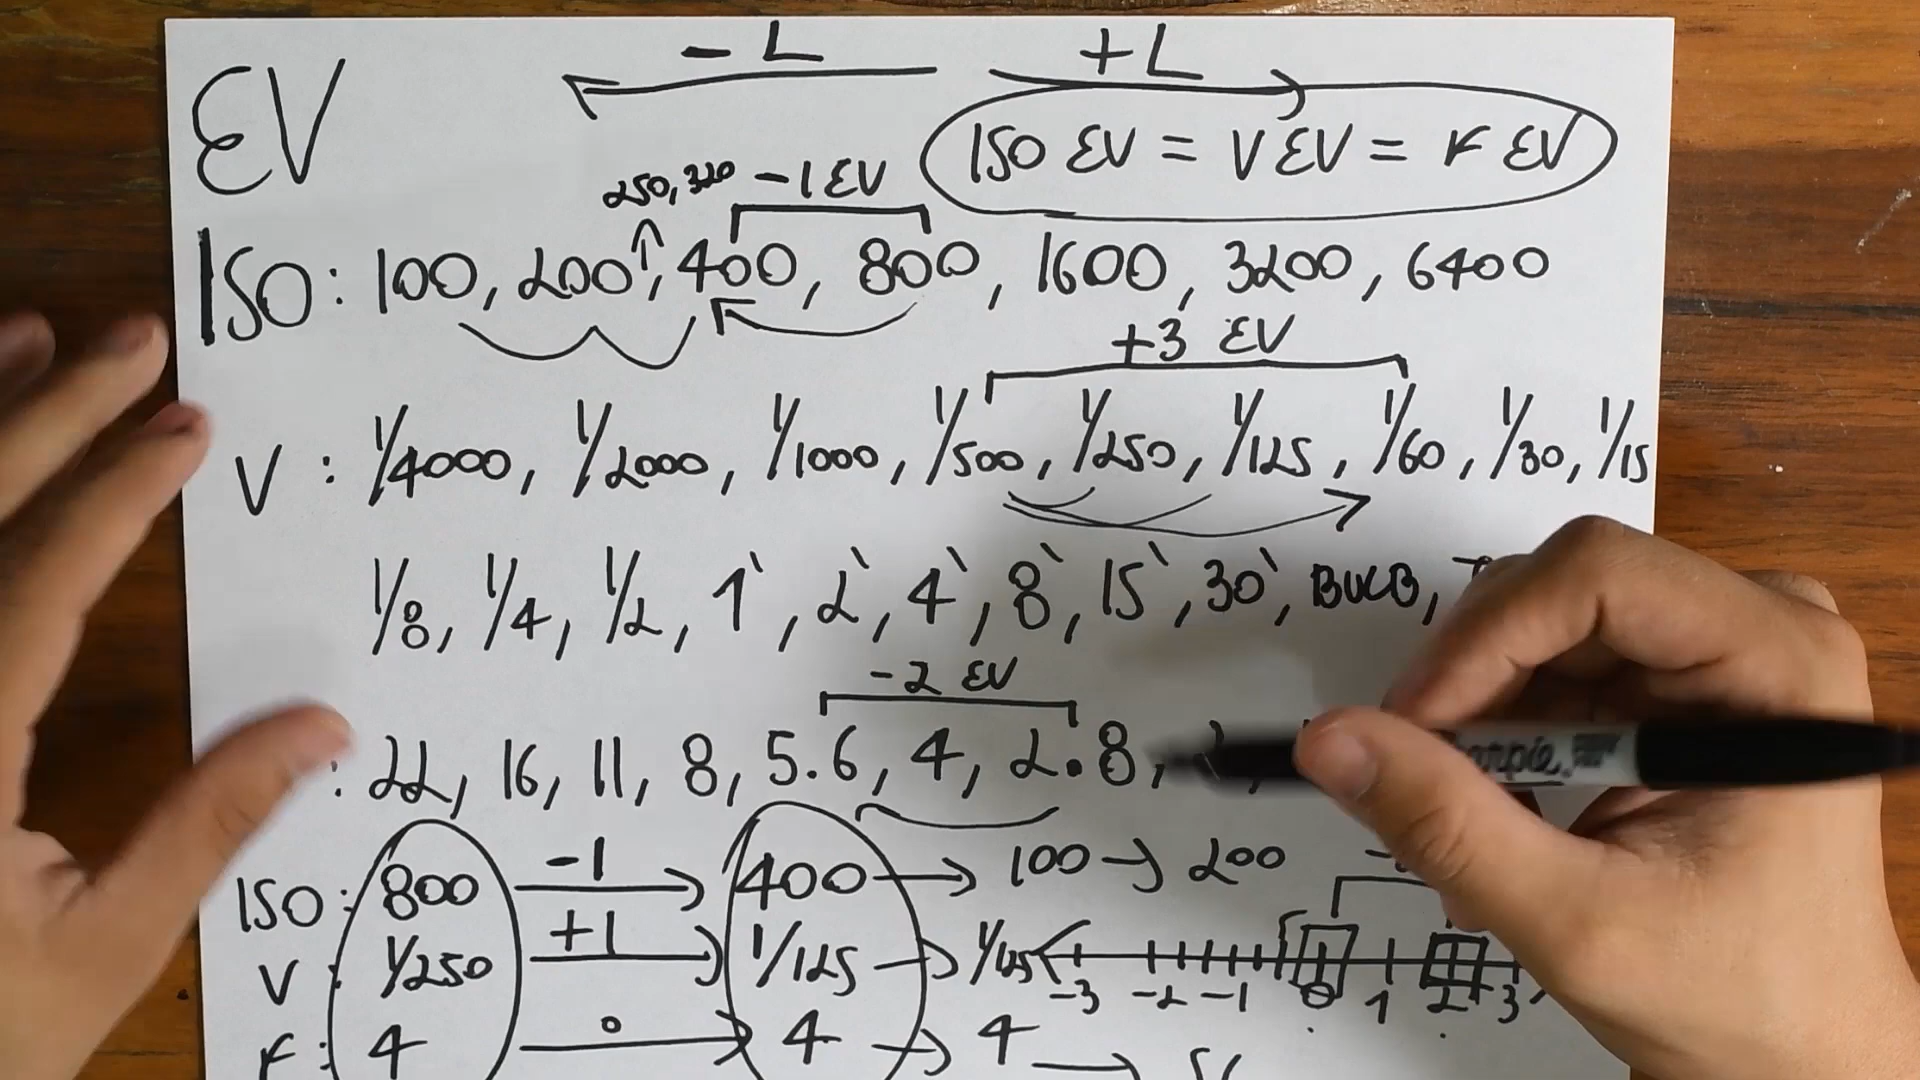 - L +L
EV
ISO EV = V EV = F EV
250, 320 -1 EV
ISO: 100, 200, 400, 800, 1600, 3200, 6400
+3 EV
V : 1/4000, 1/2000, 1/1000, 1/500, 1/250, 1/125, 1/60, 1/30, 1/15
1/8, 1/4, 1/2, 1', 2', 4', 8', 15', 30', BULB,
-2 EV
: 22, 16, 11, 8, 5.6, 4, 2.8,
ISO: 800 -1 400 100 200
V : 1/250 +1 1/125 1/125
-3 -2 -1 0 1 2 3
F : 4 0 4 4